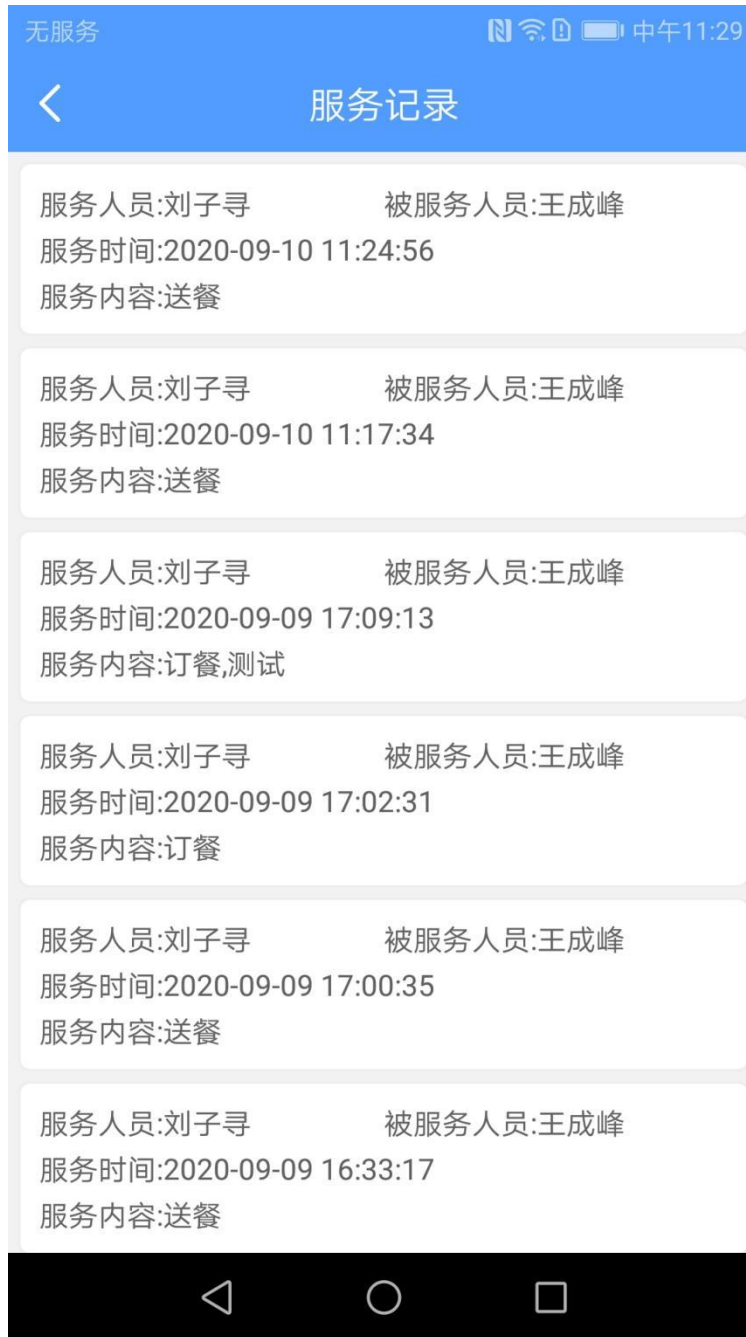 无服务 中午11:29
服务记录
服务人员:刘子寻 被服务人员:王成峰
服务时间:2020-09-10 11:24:56
服务内容:送餐
服务人员:刘子寻 被服务人员:王成峰
服务时间:2020-09-10 11:17:34
服务内容:送餐
服务人员:刘子寻 被服务人员:王成峰
服务时间:2020-09-09 17:09:13
服务内容:订餐,测试
服务人员:刘子寻 被服务人员:王成峰
服务时间:2020-09-09 17:02:31
服务内容:订餐
服务人员:刘子寻 被服务人员:王成峰
服务时间:2020-09-09 17:00:35
服务内容:送餐
服务人员:刘子寻 被服务人员:王成峰
服务时间:2020-09-09 16:33:17
服务内容:送餐